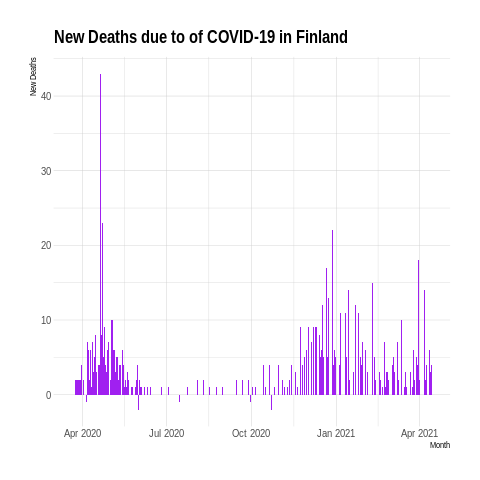 New Deaths due to of COVID-19 in Finland
New Deaths
40
30
20
10
0
Apr 2020 Jul 2020 Oct 2020 Jan 2021 Apr 2021
Month